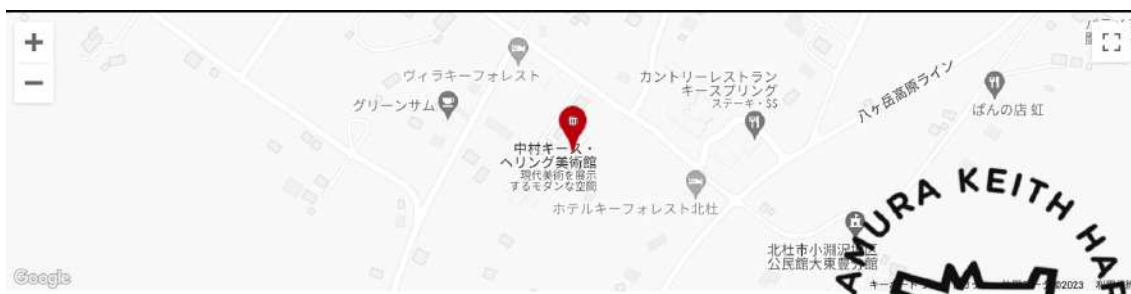 ヴィラキーフォレスト
グリーンサム
カントリーレストラン
キースプリング
ステーキ・$$
八ヶ岳高原ライン
ぱんの店 虹
中村キース・
ヘリング美術館
現代美術を展示
するモダンな空間
ホテルキーフォレスト北杜
北杜市小淵沢
公民館大東豊分館
AMURA KEITH HAR
Google
©2023